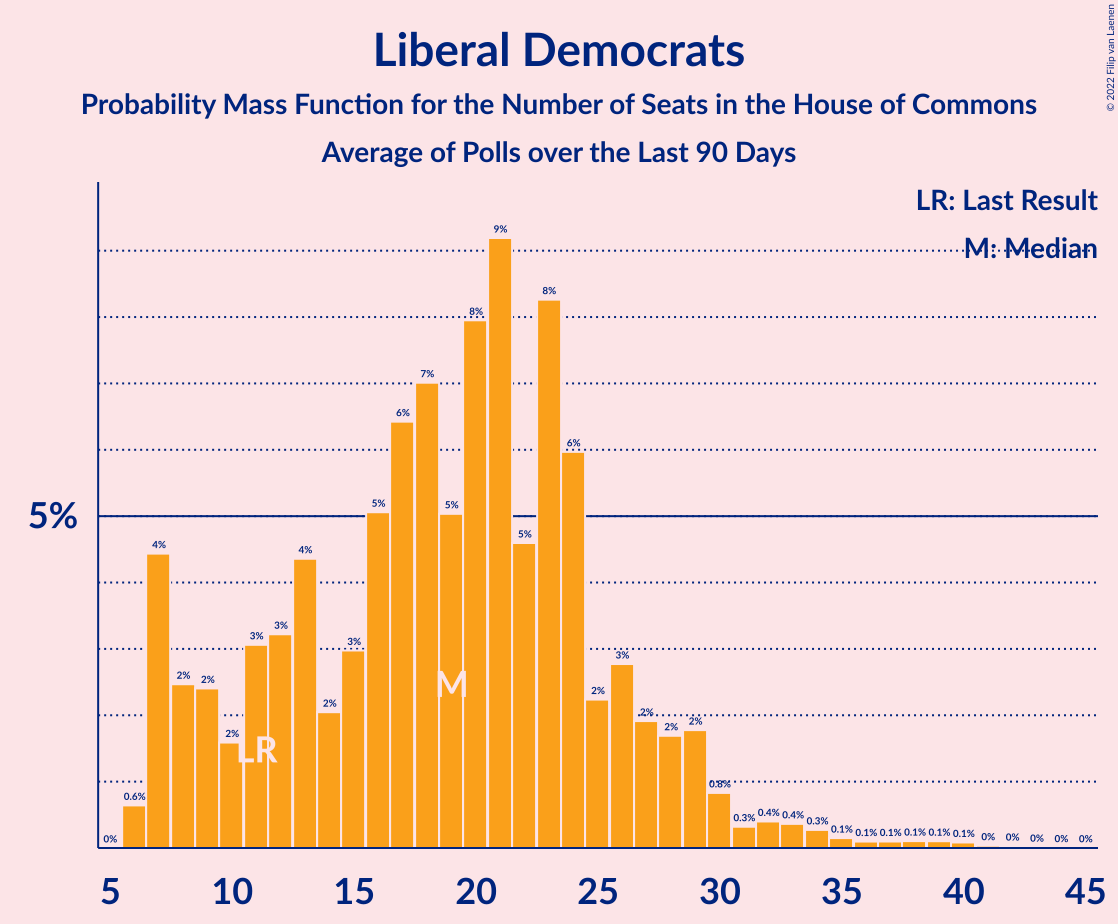 Liberal Democrats
Probability Mass Function for the Number of Seats in the House of Commons
Average of Polls over the Last 90 Days
© 2022 Filip van Laenen
LR: Last Result
M: Median
5%
0% 0.6% 4% 2% 2% 2% 3% 3% 4% 2% 3% 5% 6% 7% 5% 8% 9% 5% 8% 6% 2% 3% 2% 2% 2% 0.8% 0.3% 0.4% 0.4% 0.3% 0.1% 0.1% 0.1% 0.1% 0.1% 0.1% 0% 0% 0% 0% 0%
M
LR
5 10 15 20 25 30 35 40 45